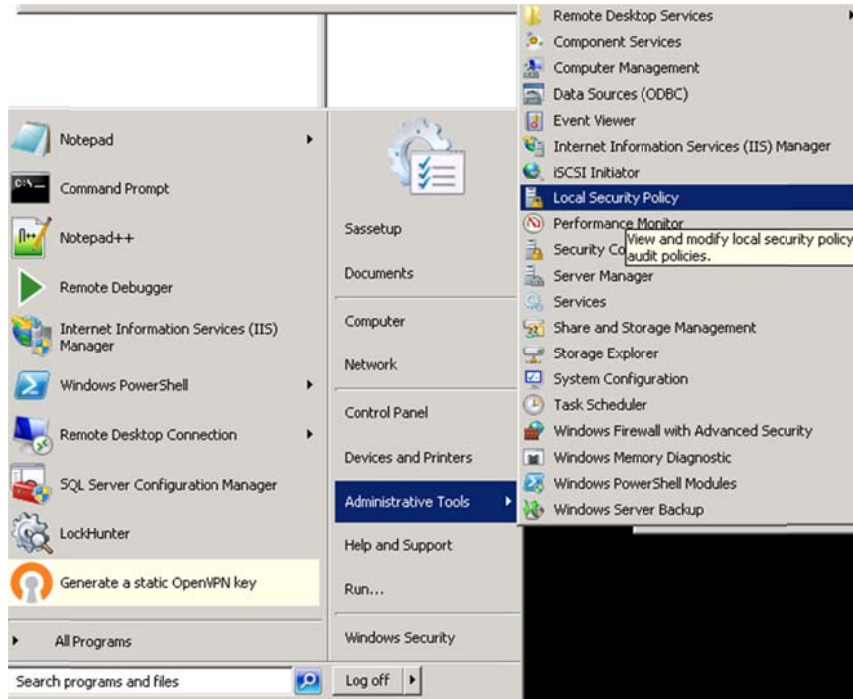 Notepad
Command Prompt
Notepad++
Remote Debugger
Internet Information Services (IIS)
Manager
Windows PowerShell
Remote Desktop Connection
SQL Server Configuration Manager
LockHunter
Generate a static OpenVPN key
All Programs
Search programs and files
Sassetup
Documents
Computer
Network
Control Panel
Devices and Printers
Administrative Tools
Help and Support
Run...
Windows Security
Log off
Remote Desktop Services
Component Services
Computer Management
Data Sources (ODBC)
Event Viewer
Internet Information Services (IIS) Manager
iSCSI Initiator
Local Security Policy
Performance Monitor
Security Co
View and modify local security policy
audit policies.
Server Manager
Services
Share and Storage Management
Storage Explorer
System Configuration
Task Scheduler
Windows Firewall with Advanced Security
Windows Memory Diagnostic
Windows PowerShell Modules
Windows Server Backup